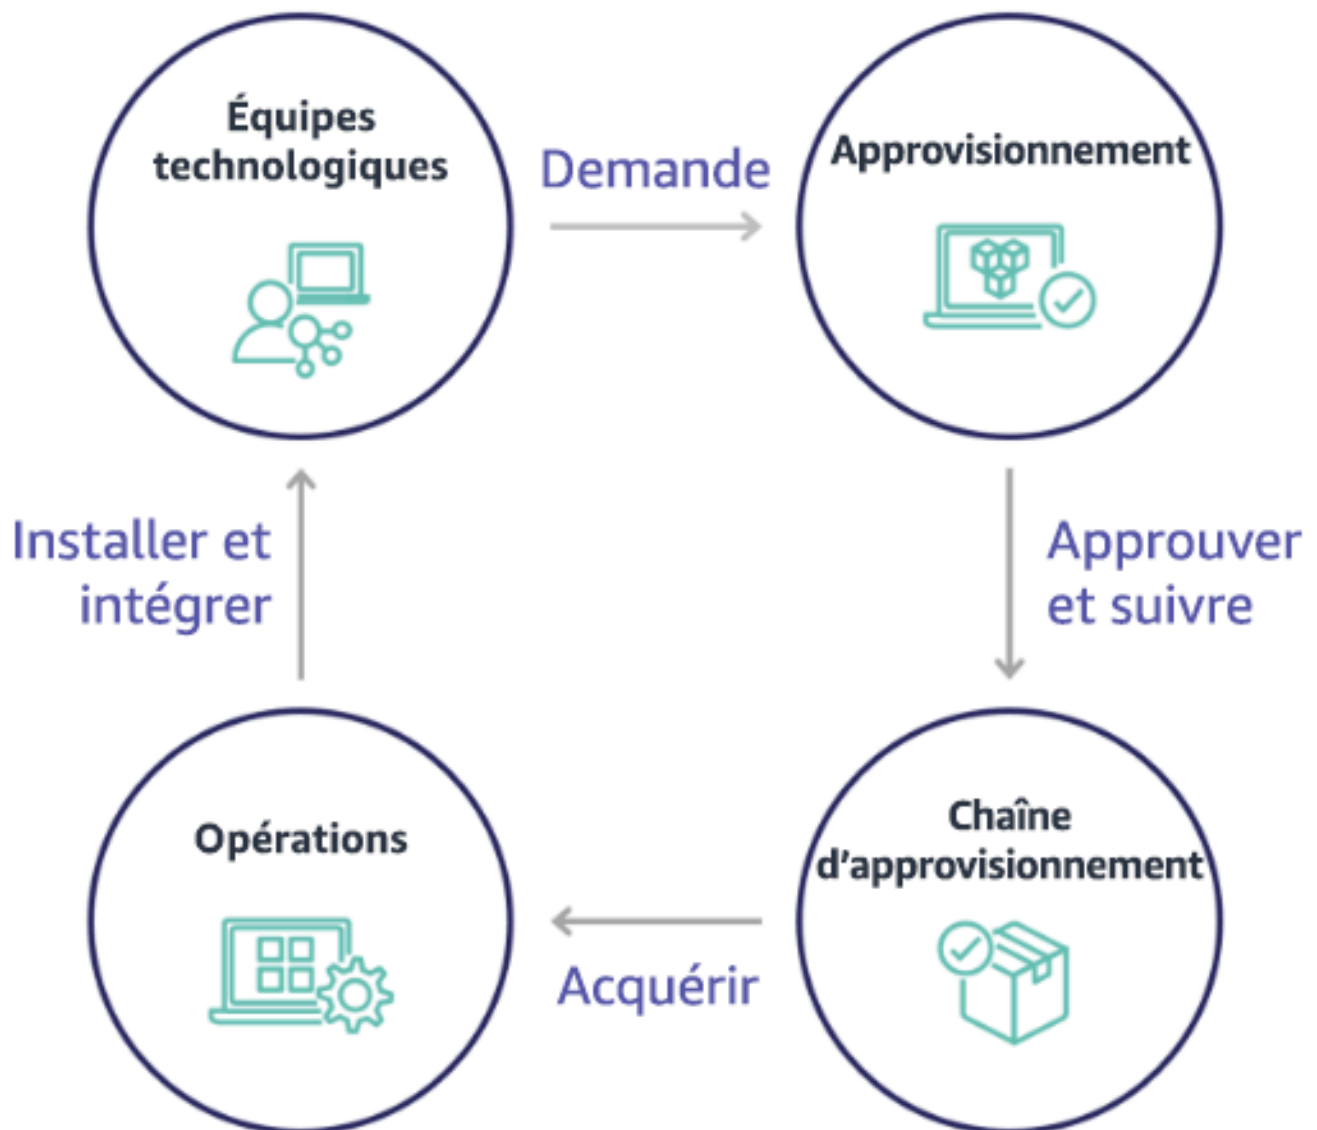 Équipes
technologiques
Demande
Approvisionnement
Installer et
intégrer
Approuver
et suivre
Opérations
Acquérir
Chaîne
d'approvisionnement